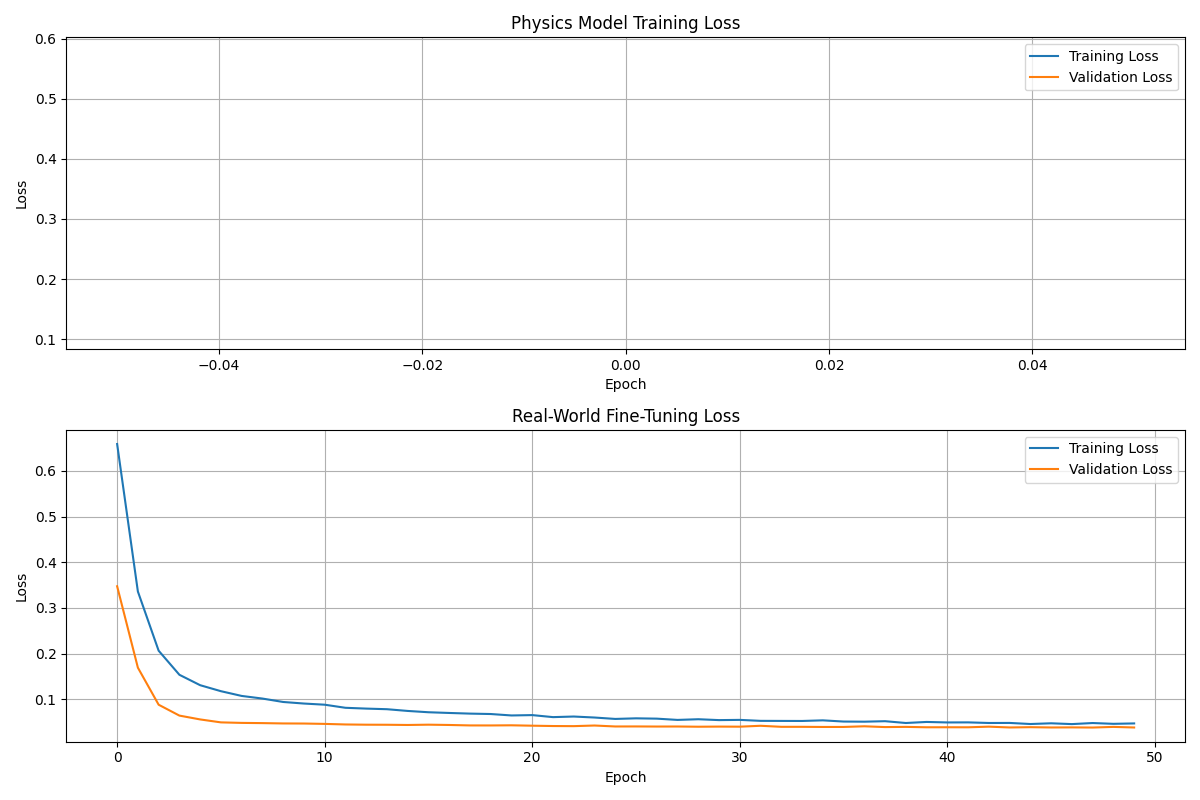 Physics Model Training Loss
0.6
0.5
0.4
0.3
0.2
0.1
Loss
Training Loss
Validation Loss
−0.04 −0.02 0.00 0.02 0.04
Epoch
Real-World Fine-Tuning Loss
0.6
0.5
0.4
0.3
0.2
0.1
Loss
Training Loss
Validation Loss
0 10 20 30 40 50
Epoch